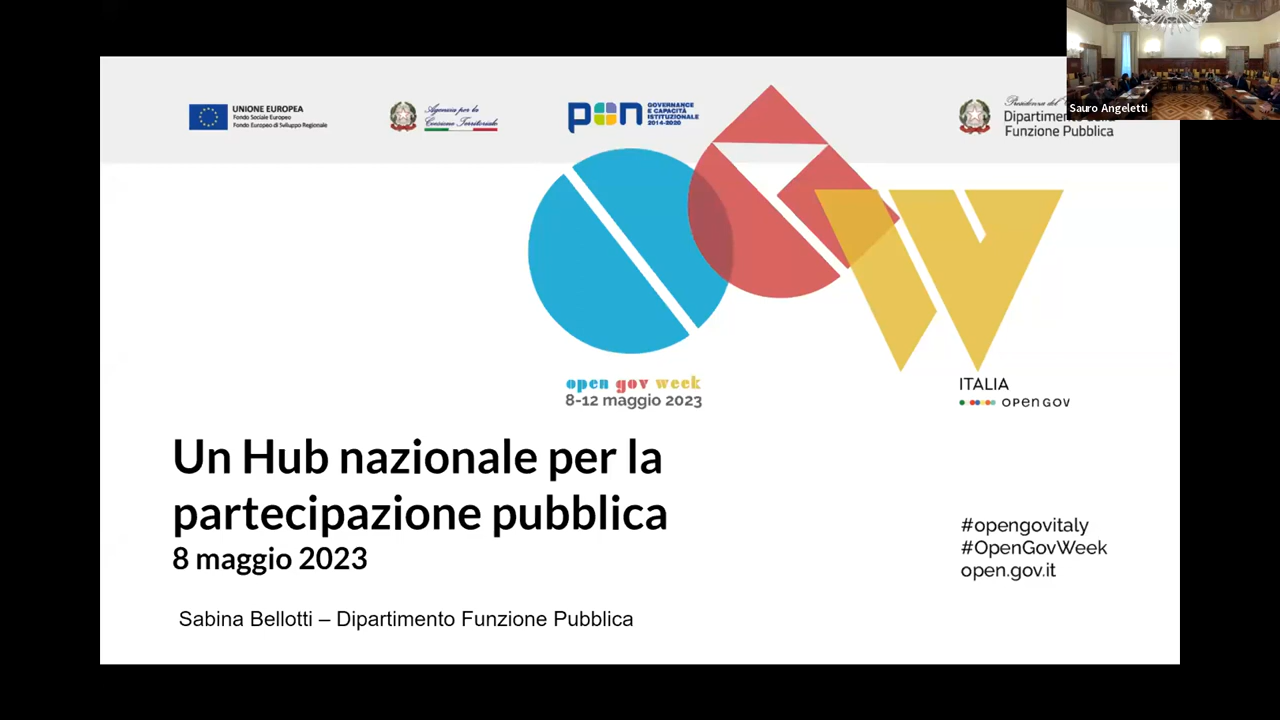 UNIONE EUROPEA
Fondo Sociale Europeo
Fondo Europeo di Sviluppo Regionale
Agenzia per la
Coesione Territoriale
pon
GOVERNANCE
E CAPACITÀ
ISTITUZIONALE
2014-2020
Presidenza del
Dipartimento
Funzione Pubblica
Sauro Angeletti
open gov week
8-12 maggio 2023
ITALIA
open gov
Un Hub nazionale per la
partecipazione pubblica
8 maggio 2023
#opengovitaly
#OpenGovWeek
open.gov.it
Sabina Bellotti – Dipartimento Funzione Pubblica